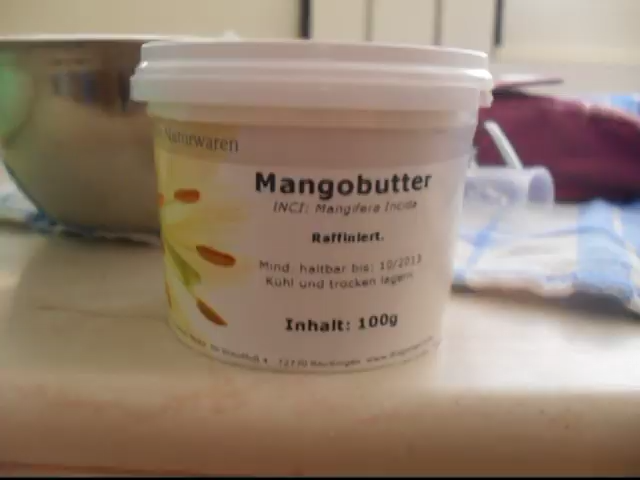 Naturwaren
Mangobutter
INCI: Mangifera Indica
Raffiniert.
Mind. haltbar bis: 10/2013
Kühl und trocken lagern.
Inhalt: 100g